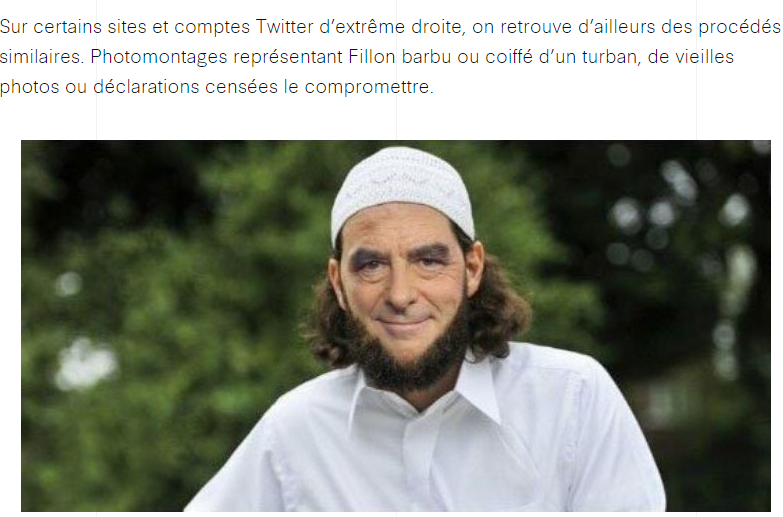 Sur certains sites et comptes Twitter d’extrême droite, on retrouve d’ailleurs des procédés
similaires. Photomontages représentant Fillon barbu ou coiffé d’un turban, de vieilles
photos ou déclarations censées le compromettre.